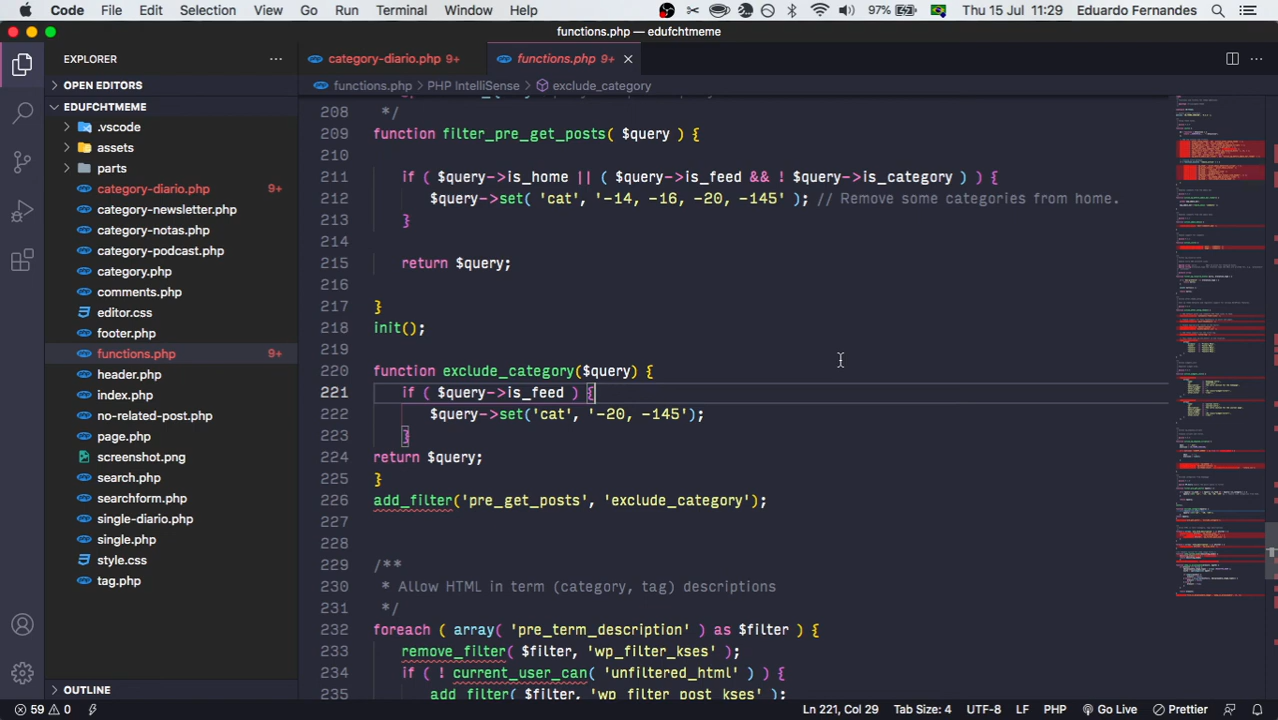 Code File Edit Selection View Go Run Terminal Window Help 97% Thu 15 Jul 11:29 Eduardo Fernandes
functions.php — edufchtmeme
EXPLORER
category-diario.php 9+
functions.php 9+
OPEN EDITORS
functions.php > PHP IntelliSense > exclude_category
EDUFCHTMEME
.vscode
assets
parts
category-diario.php 9+
category-newsletter.php
category-notas.php
category-podcast.php
category.php
comments.php
editor.css
footer.php
functions.php 9+
header.php
index.php
no-related-post.php
page.php
screenshot.png
search.php
searchform.php
single-diario.php
single.php
style.css
tag.php
OUTLINE
208 */
209 function filter_pre_get_posts( $query ) {
210
211 if ( $query->is_home || ( $query->is_feed && ! $query->is_category ) ) {
212 $query->set( 'cat', '-14, -16, -20, -145' ); // Remove some categories from home.
213 }
214
215 return $query;
216
217 }
218 init();
219
220 function exclude_category($query) {
221 if ( $query->is_feed ) {
222 $query->set('cat', '-20, -145');
223 }
224 return $query;
225 }
226 add_filter('pre_get_posts', 'exclude_category');
227
228
229 /**
230 * Allow HTML in term (category, tag) descriptions
231 */
232 foreach ( array( 'pre_term_description' ) as $filter ) {
233 remove_filter( $filter, 'wp_filter_kses' );
234 if ( ! current_user_can( 'unfiltered_html' ) ) {
235 add_filter( $filter, 'wp_filter_post_kses' );
59 0 Ln 221, Col 29 Tab Size: 4 UTF-8 LF PHP Go Live Prettier